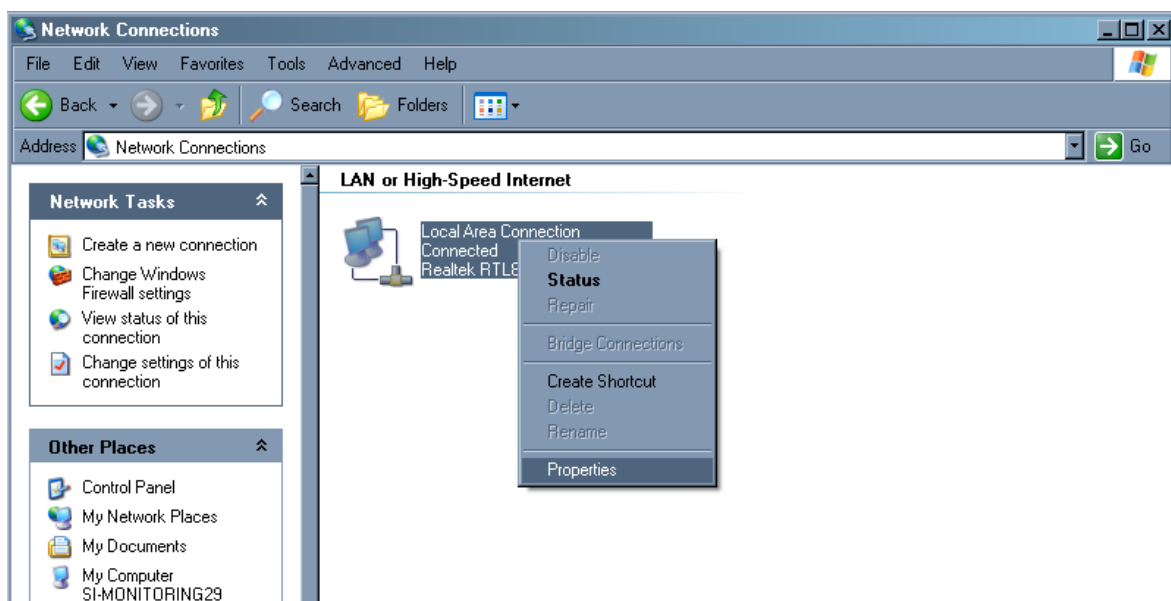 Network Connections
File Edit View Favorites Tools Advanced Help
Back Search Folders
Address Network Connections Go
Network Tasks
Create a new connection
Change Windows
Firewall settings
View status of this
connection
Change settings of this
connection
Other Places
Control Panel
My Network Places
My Documents
My Computer
SI-MONITORING29
LAN or High-Speed Internet
Local Area Connection
Connected
Realtek
Disable
Status
Repair
Bridge Connections
Create Shortcut
Delete
Rename
Properties